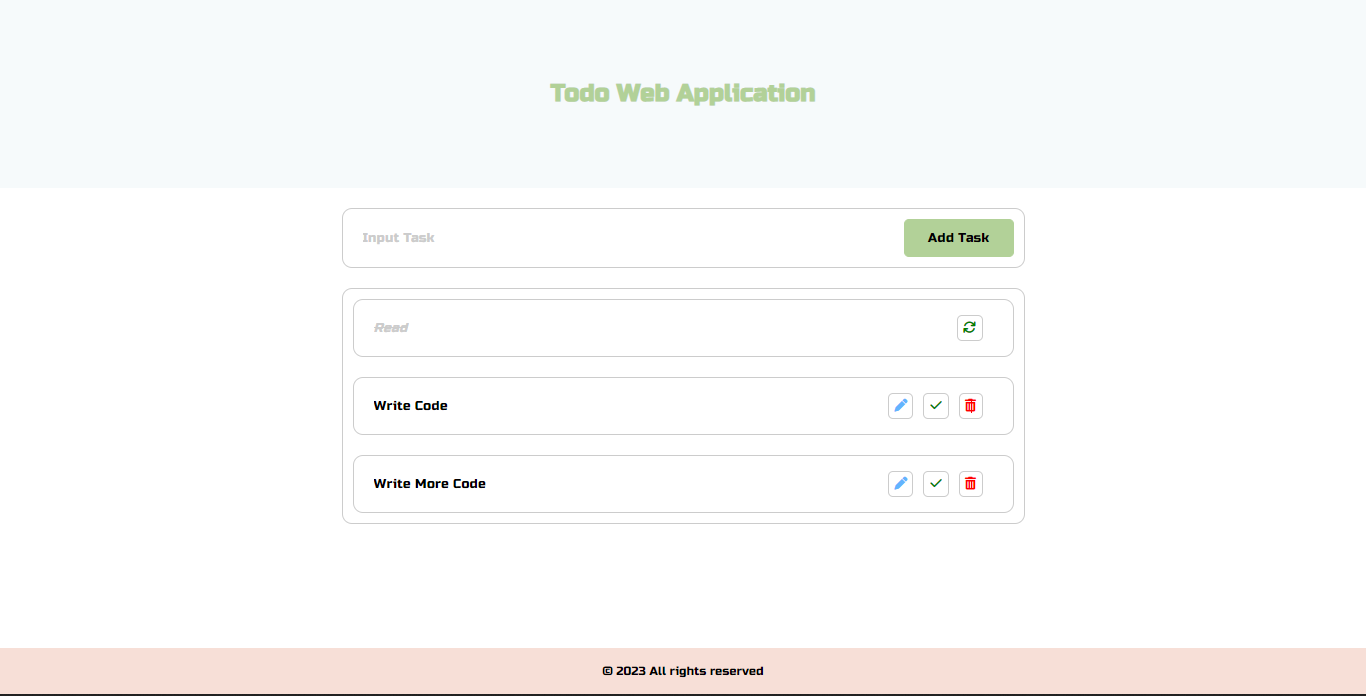 Todo Web Application
Input Task
Add Task
Read
Write Code
Write More Code
© 2023 All rights reserved